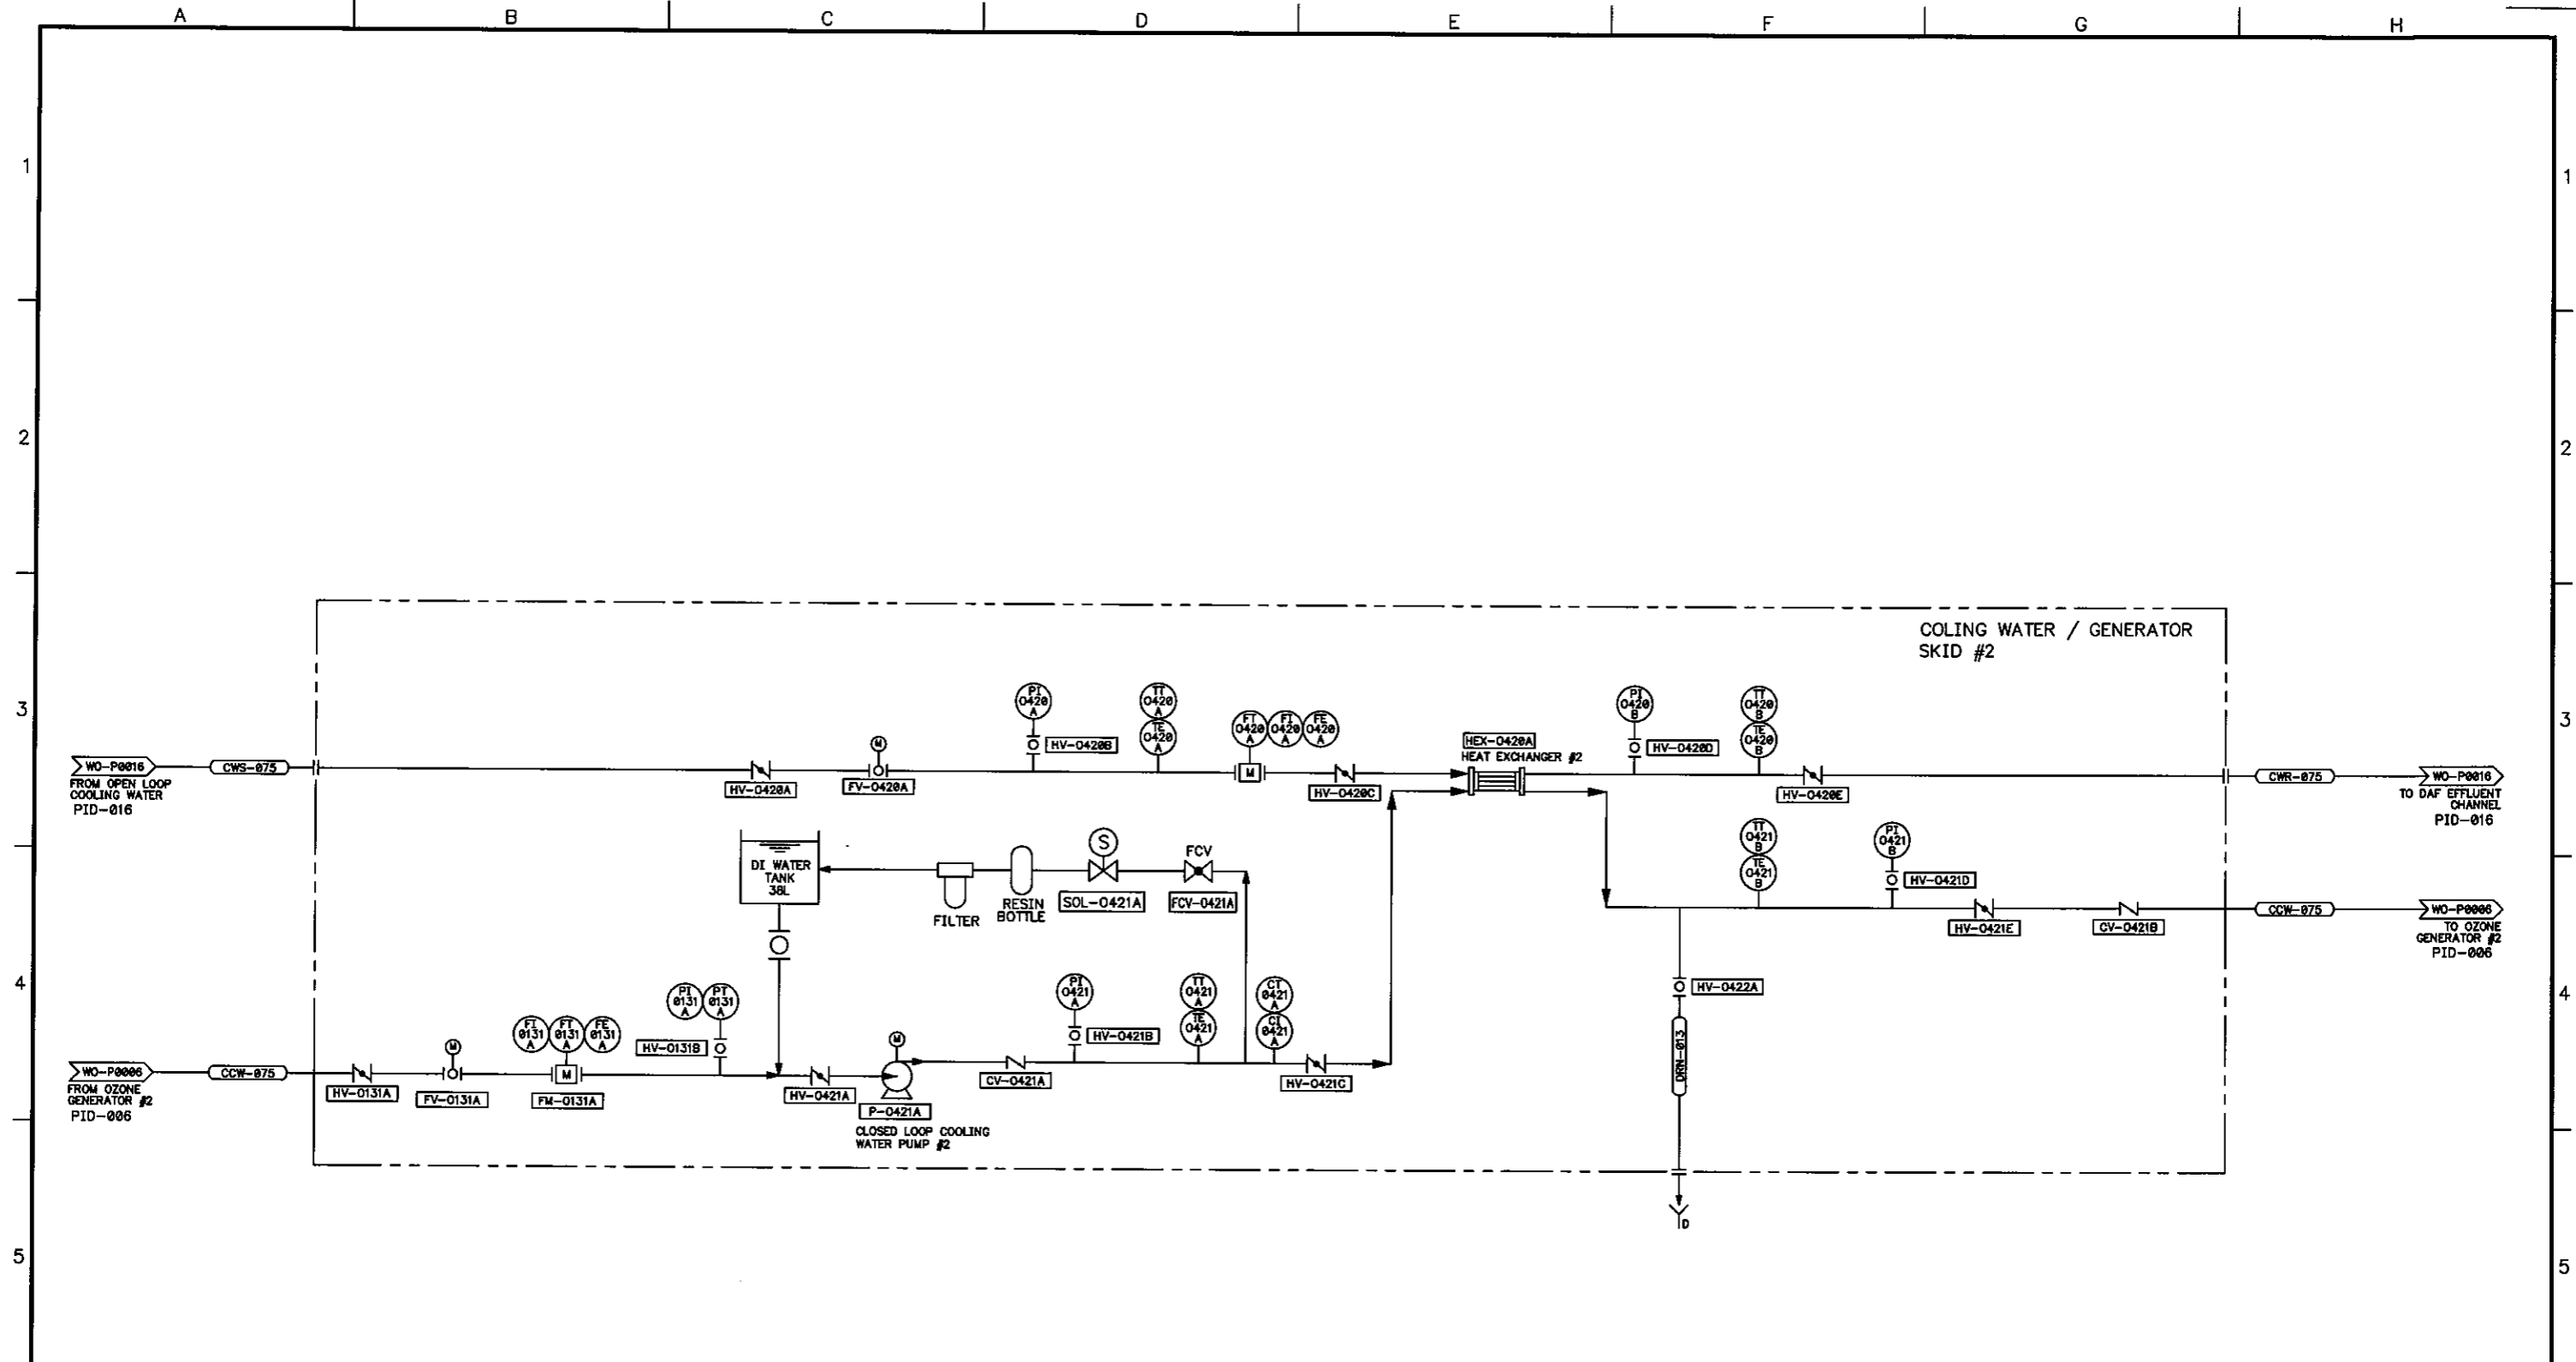 A B C D E F G H
1 1
2 2
3 3
4 4
5 5
COLING WATER / GENERATOR
SKID #2
WO-P0016
CWS-075
FROM OPEN LOOP
COOLING WATER
PID-016
HV-0420A
M
FV-0420A
PI
0420
A
HV-0420B
TT
0420
A
TE
0420
A
FT
0420
A
FI
0420
A
FE
0420
A
M
HV-0420C
HEX-0420A
HEAT EXCHANGER #2
PI
0420
B
HV-0420D
TT
0420
B
TE
0420
B
HV-0420E
CWR-075
WO-P0016
TO DAF EFFLUENT
CHANNEL
PID-016
DI WATER
TANK
38L
FILTER
RESIN
BOTTLE
S
SOL-0421A
FCV
FCV-0421A
TT
0421
B
TE
0421
B
PI
0421
B
HV-0421D
HV-0421E
CV-0421B
CCW-075
WO-P0006
TO OZONE
GENERATOR #2
PID-006
WO-P0006
CCW-075
FROM OZONE
GENERATOR #2
PID-006
HV-0131A
M
FV-0131A
FI
0131
A
FT
0131
A
FE
0131
A
M
FM-0131A
PI
0131
A
PT
0131
A
HV-0131B
HV-0421A
M
P-0421A
CLOSED LOOP COOLING
WATER PUMP #2
CV-0421A
PI
0421
A
HV-0421B
TT
0421
A
TE
0421
A
CT
0421
A
CI
0421
A
HV-0421C
HV-0422A
DRN-013
D